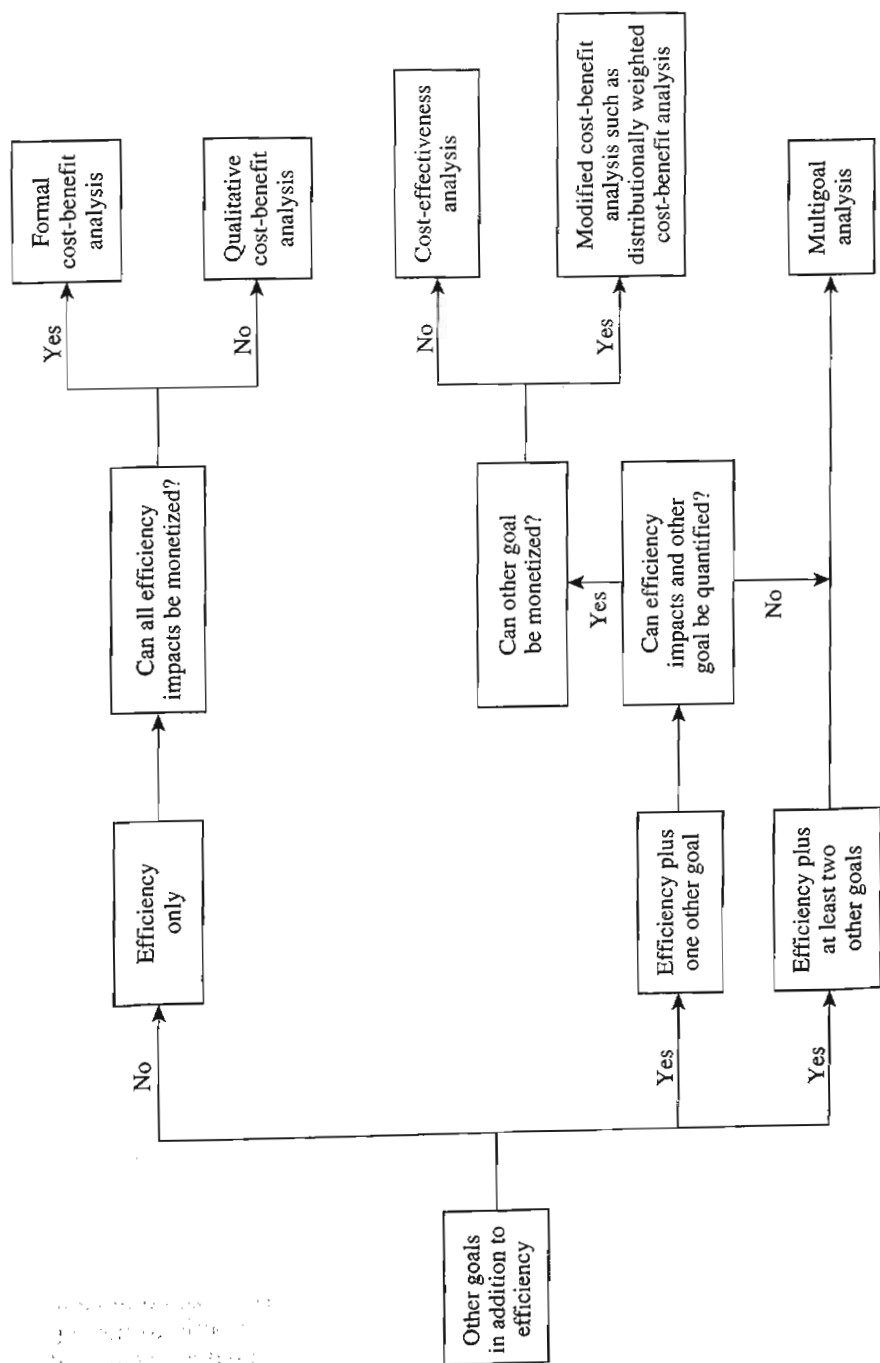 Other goals
in addition to
efficiency
No
Efficiency
only
Can all efficiency
impacts be monetized?
Yes
Formal
cost-benefit
analysis
No
Qualitative
cost-benefit
analysis
Yes
Efficiency plus
one other goal
Can efficiency
impacts and other
goal be quantified?
Yes
Can other goal
be monetized?
No
Cost-effectiveness
analysis
Yes
Modified cost-benefit
analysis such as
distributionally weighted
cost-benefit analysis
No
Yes
Efficiency plus
at least two
other goals
Multigoal
analysis